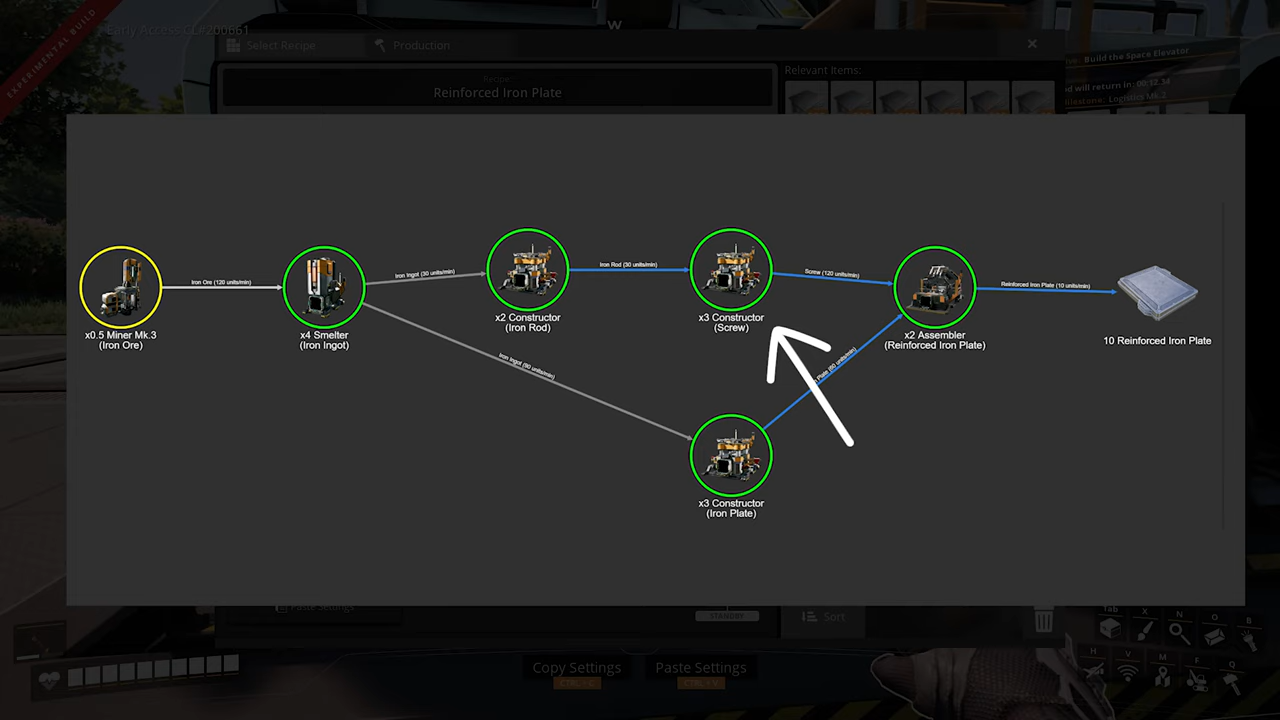 W
Early Access CL#200661
EXPERIMENTAL BUILD
Select Recipe
Production
Build the Space Elevator
Relevant Items:
Recipe:
Reinforced Iron Plate
will return in: 00:12:34
Milestone: Logistics Mk.2
Iron Ore (120 units/min)
Iron Ingot (30 units/min)
Iron Rod (30 units/min)
Screw (120 units/min)
Reinforced Iron Plate (10 units/min)
x0.5 Miner Mk.3
(Iron Ore)
x4 Smelter
(Iron Ingot)
x2 Constructor
(Iron Rod)
x3 Constructor
(Screw)
x2 Assembler
(Reinforced Iron Plate)
10 Reinforced Iron Plate
Iron Ingot (90 units/min)
Plate (60 units/min)
x3 Constructor
(Iron Plate)
Paste Settings
STANDBY
Sort
Tab
X
N
O
B
H
V
M
F
Q
Copy Settings
Paste Settings
CTRL + C
CTRL + V